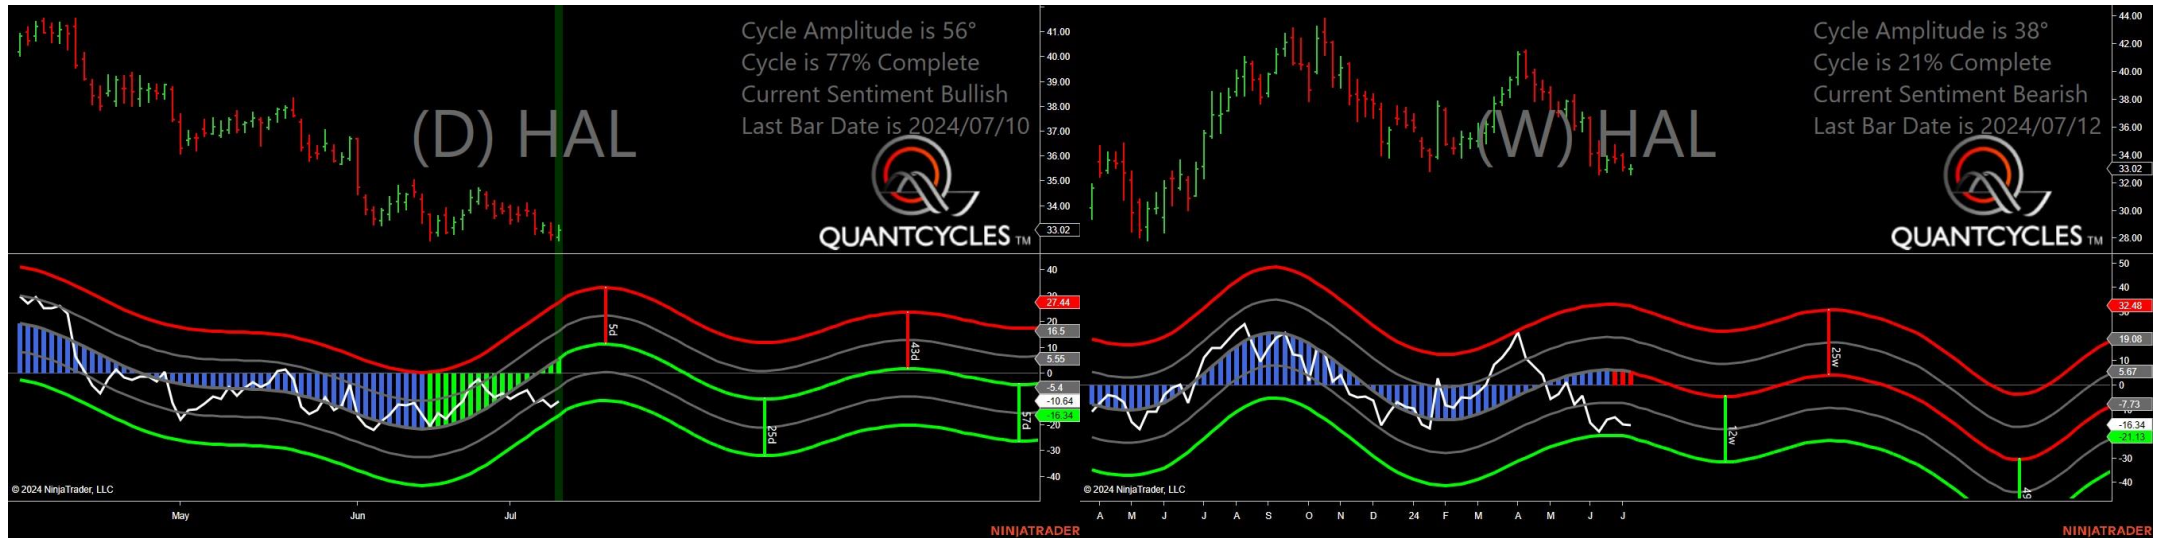 Cycle Amplitude is 56°
Cycle is 77% Complete
Current Sentiment Bullish
Last Bar Date is 2024/07/10
(D) HAL
QUANTCYCLES TM
41.00
40.00
39.00
38.00
37.00
36.00
35.00
34.00
33.02
40
27.44
20
16.5
10
5.55
0
-5.4
-10.64
-16.34
-20
-30
-40
5d
25d
43d
57d
© 2024 NinjaTrader, LLC
May Jun Jul
NINJATRADER
Cycle Amplitude is 38°
Cycle is 21% Complete
Current Sentiment Bearish
Last Bar Date is 2024/07/12
(W) HAL
QUANTCYCLES TM
44.00
42.00
40.00
38.00
36.00
34.00
33.02
32.00
30.00
28.00
50
40
32.48
30
19.08
10
5.67
0
-7.73
-16.34
-21.13
-30
-40
12w
25w
49
© 2024 NinjaTrader, LLC
A M J J A S O N D 24 F M A M J J
NINJATRADER